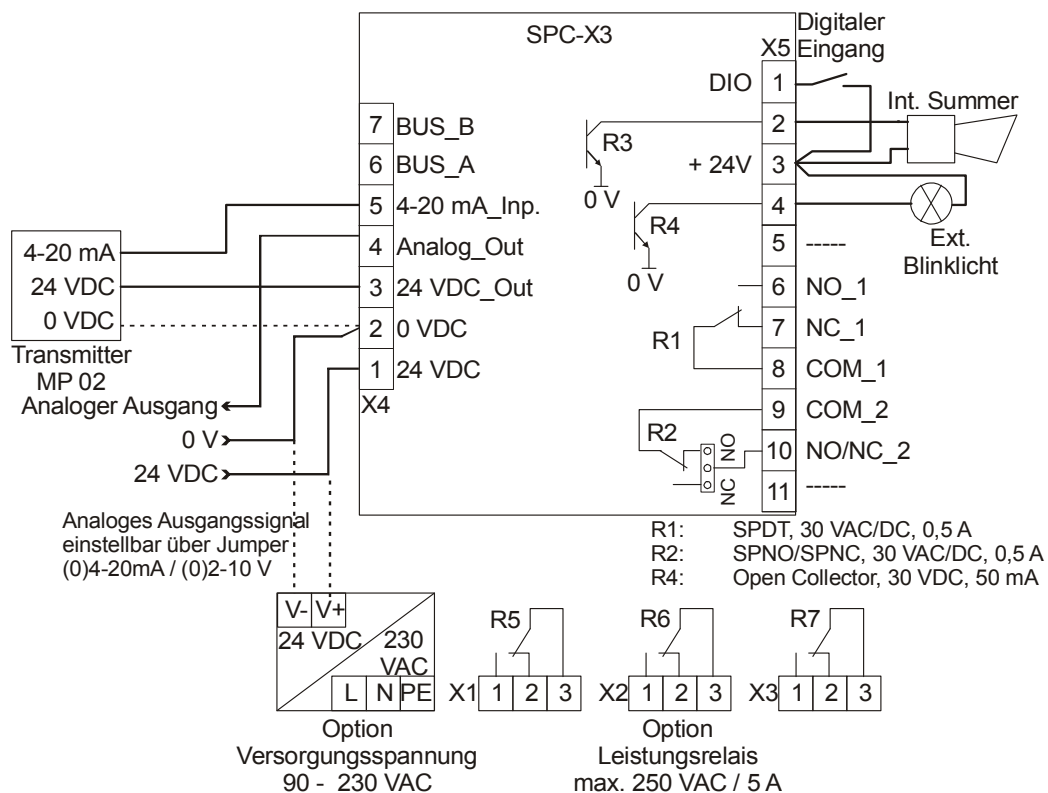 SPC-X3
Digitaler
Eingang
X5
DIO 1
2
+ 24V 3
4
5 -----
6 NO_1
7 NC_1
8 COM_1
9 COM_2
10 NO/NC_2
11 -----
Int. Summer
Ext.
Blinklicht
R3
0 V
R4
0 V
R1
R2
NO
NC
7 BUS_B
6 BUS_A
5 4-20 mA_Inp.
4 Analog_Out
3 24 VDC_Out
2 0 VDC
1 24 VDC
X4
4-20 mA
24 VDC
0 VDC
Transmitter
MP 02
Analoger Ausgang
0 V
24 VDC
Analoges Ausgangssignal
einstellbar über Jumper
(0)4-20mA / (0)2-10 V
R1: SPDT, 30 VAC/DC, 0,5 A
R2: SPNO/SPNC, 30 VAC/DC, 0,5 A
R4: Open Collector, 30 VDC, 50 mA
V- V+
24 VDC
230
VAC
L N PE
Option
Versorgungsspannung
90 - 230 VAC
R5
X1 1 2 3
R6
X2 1 2 3
R7
X3 1 2 3
Option
Leistungsrelais
max. 250 VAC / 5 A